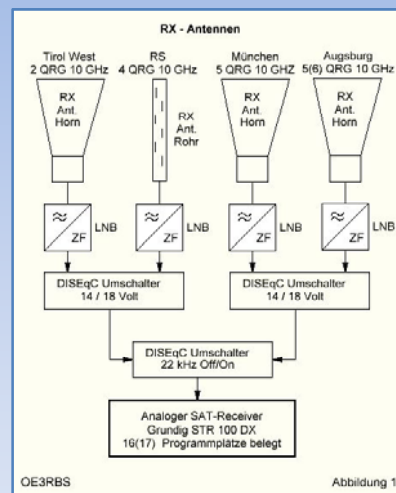 RX - Antennen
Tirol West
2 QRG 10 GHz
RS
4 QRG 10 GHz
München
5 QRG 10 GHZ
Augsburg
5(6) QRG 10 GHz
RX
Ant.
Horn
RX
Ant.
Rohr
RX
Ant.
Horn
RX
Ant.
Horn
≈ ZF LNB
≈ ZF LNB
≈ ZF LNB
≈ ZF LNB
DISEqC Umschalter
14 / 18 Volt
DISEqC Umschalter
14 / 18 Volt
DISEqC Umschalter
22 kHz Off/On
Analoger SAT-Receiver
Grundig STR 100 DX
16(17) Programmplätze belegt
OE3RBS
Abbildung 1